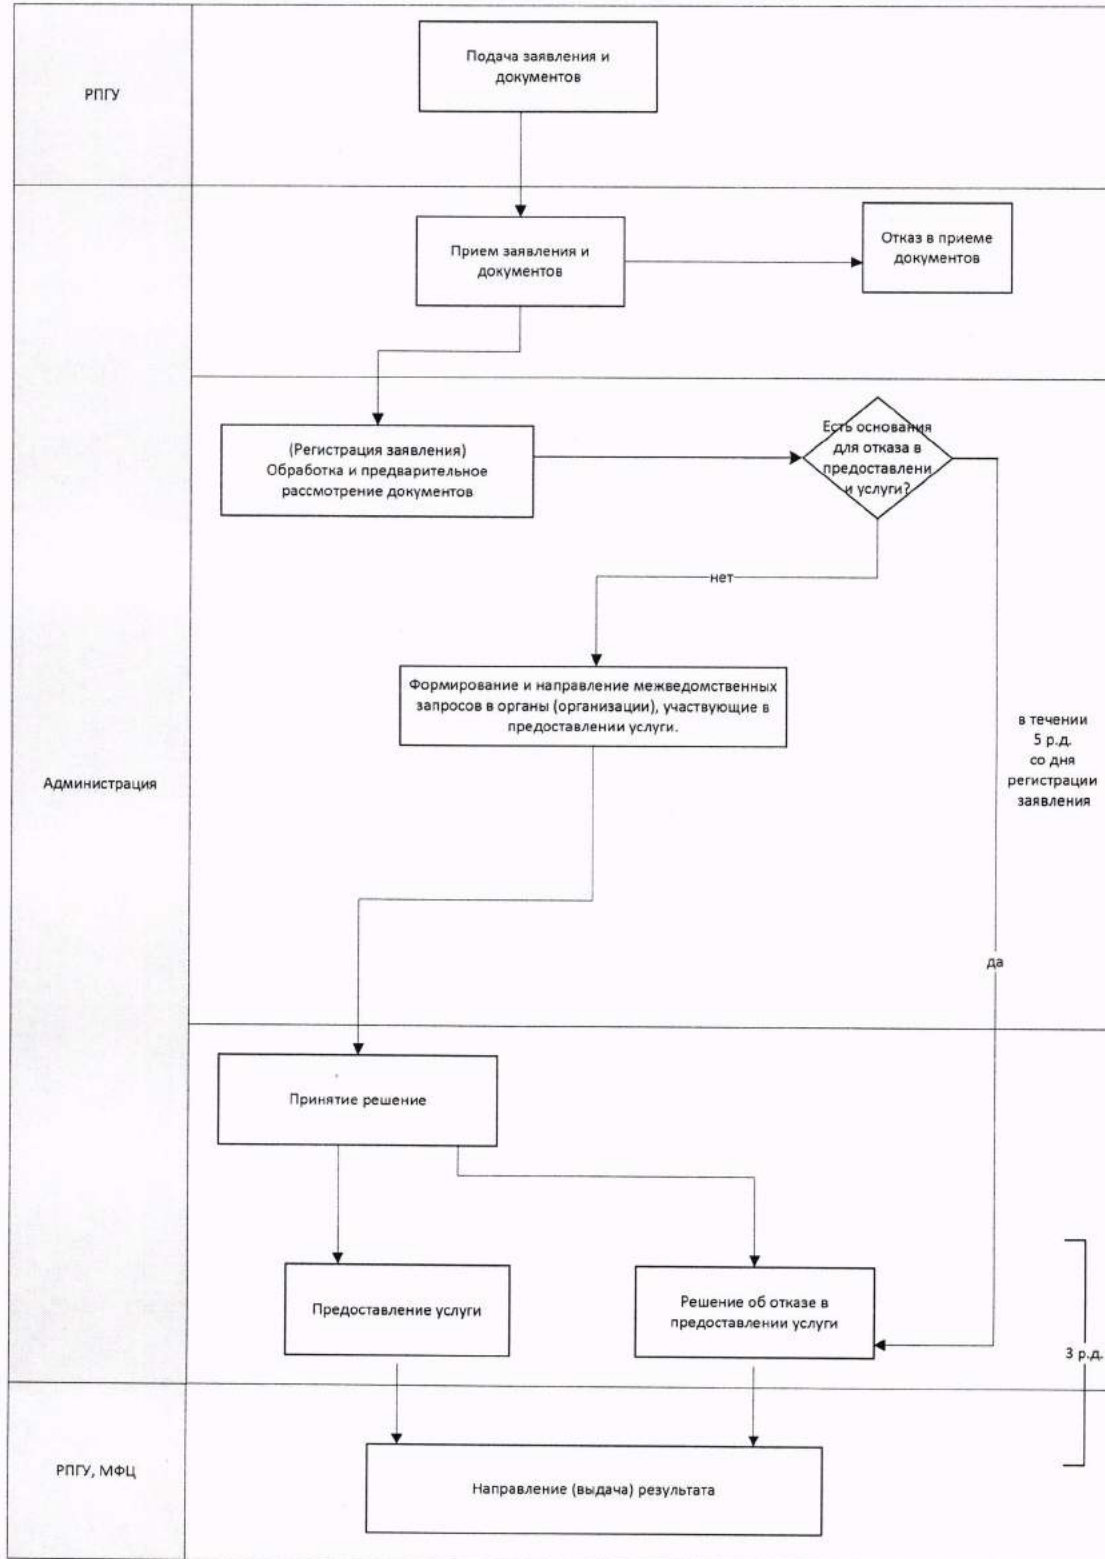 РПГУ
Подача заявления и
документов
Прием заявления и
документов
Отказ в приеме
документов
Администрация
(Регистрация заявления)
Обработка и предварительное
рассмотрение документов
Есть основания
для отказа в
предоставлени
и услуги?
нет
Формирование и направление межведомственных
запросов в органы (организации), участвующие в
предоставлении услуги.
в течении
5 р.д.
со дня
регистрации
заявления
да
Принятие решение
Предоставление услуги
Решение об отказе в
предоставлении услуги
3 р.д.
РПГУ, МФЦ
Направление (выдача) результата